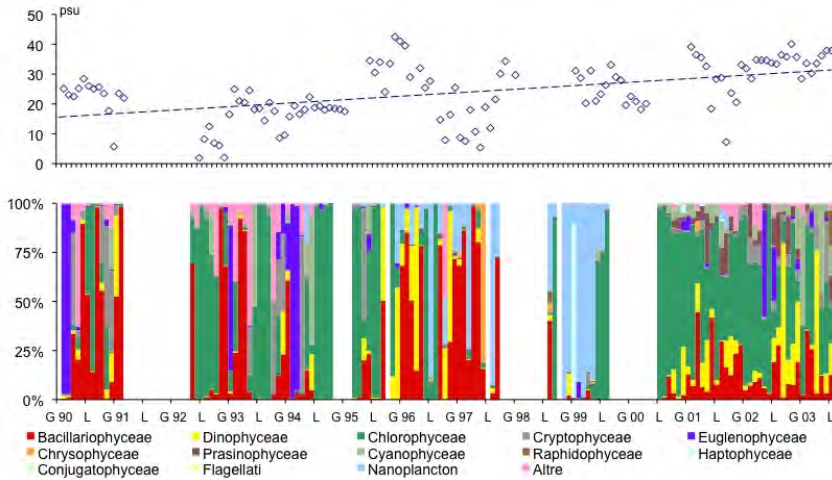 psu
50
40
30
20
10
0
100%
75%
50%
25%
0%
G 90 L G 91 L G 92 L G 93 L G 94 L G 95 L G 96 L G 97 L G 98 L G 99 L G 00 L G 01 L G 02 L G 03 L
Bacillariophyceae Dinophyceae Chlorophyceae Cryptophyceae Euglenophyceae
Chrysophyceae Prasinophyceae Cyanophyceae Raphidophyceae Haptophyceae
Conjugatophyceae Flagellati Nanoplancton Altre